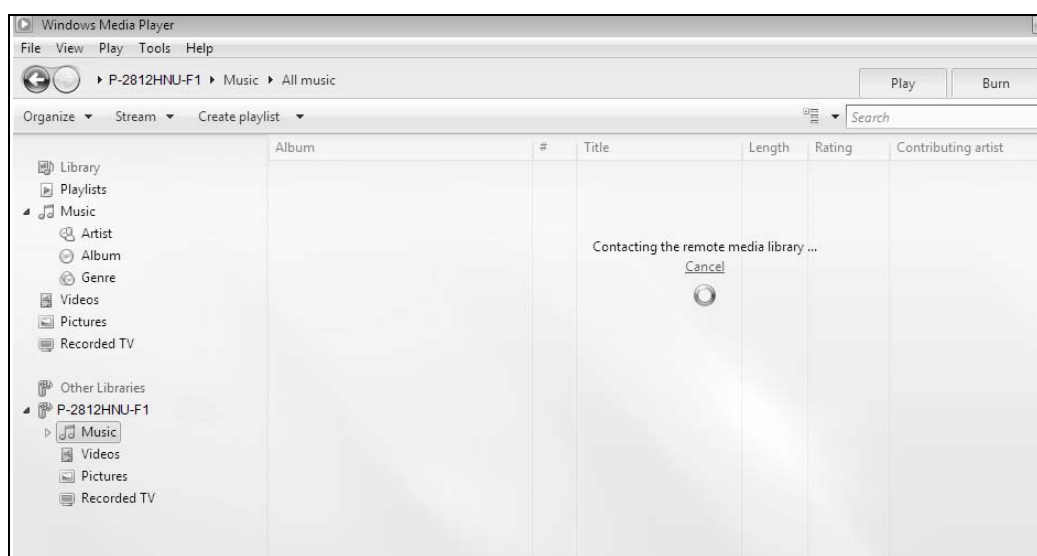 Windows Media Player
File View Play Tools Help
P-2812HNU-F1 Music All music
Play Burn
Organize Stream Create playlist Search
Album # Title Length Rating Contributing artist
Library
Playlists
Music
Artist
Album
Genre
Videos
Pictures
Recorded TV
Contacting the remote media library ...
Cancel
Other Libraries
P-2812HNU-F1
Music
Videos
Pictures
Recorded TV